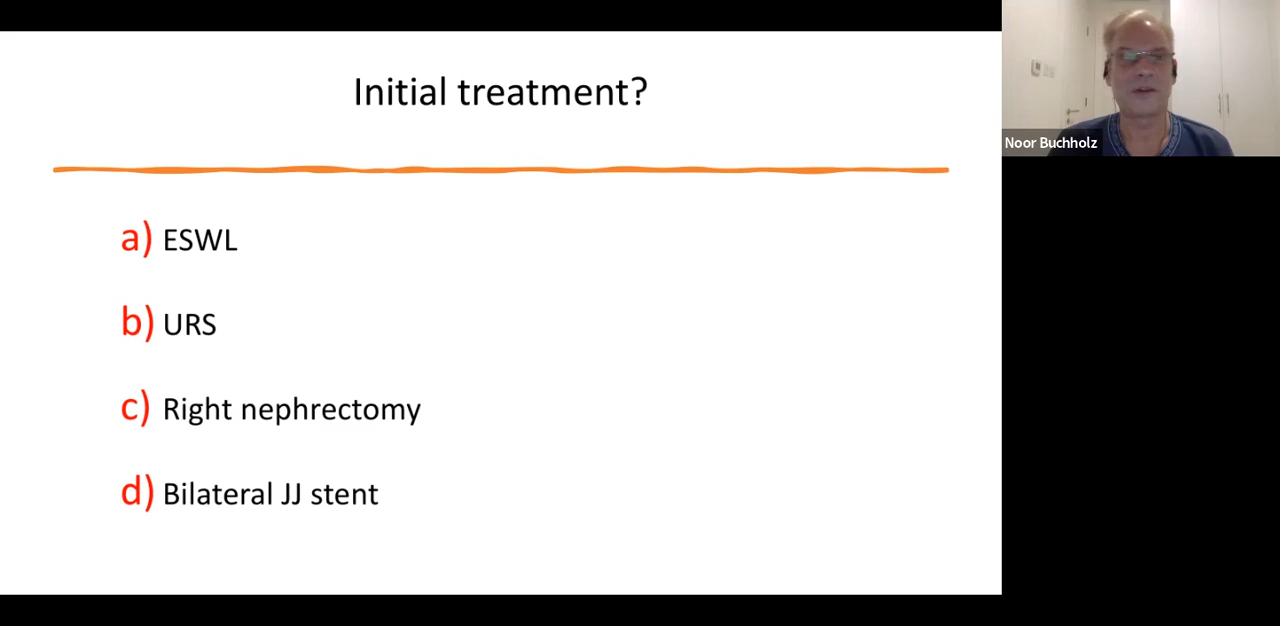 Initial treatment?
a) ESWL
b) URS
c) Right nephrectomy
d) Bilateral JJ stent
Noor Buchholz